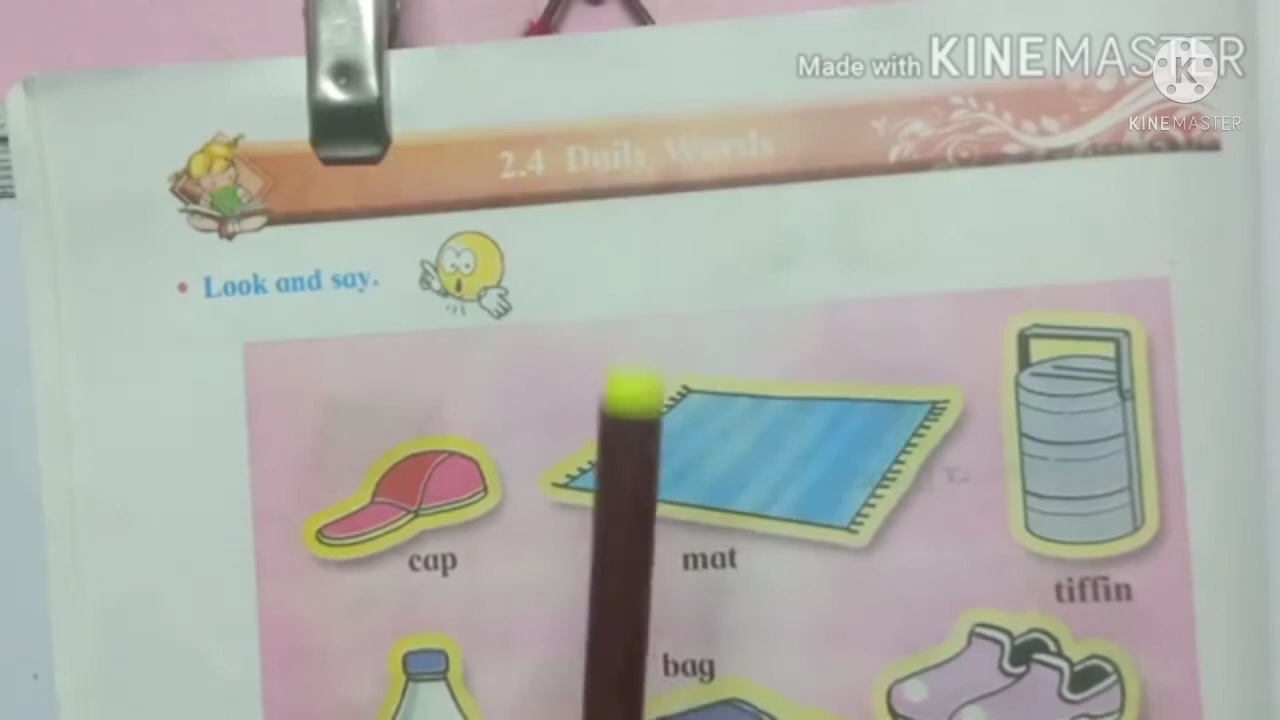 Made with KINEMASTER
KINEMASTER
2.4 Daily Words
• Look and say.
cap
mat
tiffin
bag